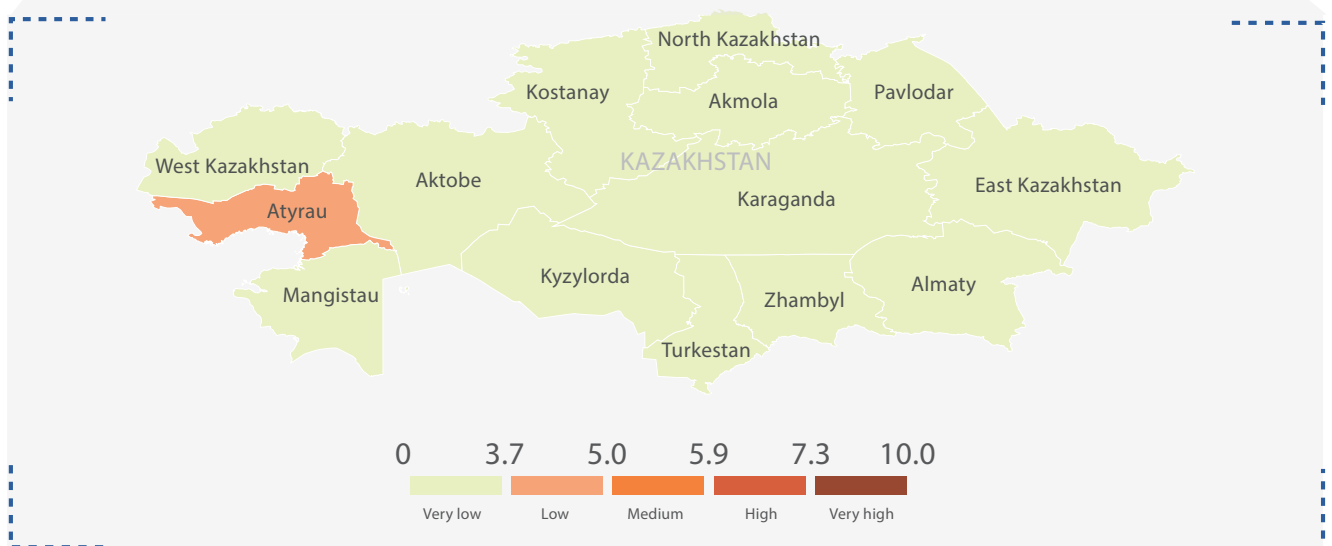 North Kazakhstan
Kostanay
Akmola
Pavlodar
West Kazakhstan
KAZAKHSTAN
Aktobe
East Kazakhstan
Karaganda
Atyrau
Kyzylorda
Almaty
Mangistau
Zhambyl
Turkestan
0 3.7 5.0 5.9 7.3 10.0
Very low Low Medium High Very high